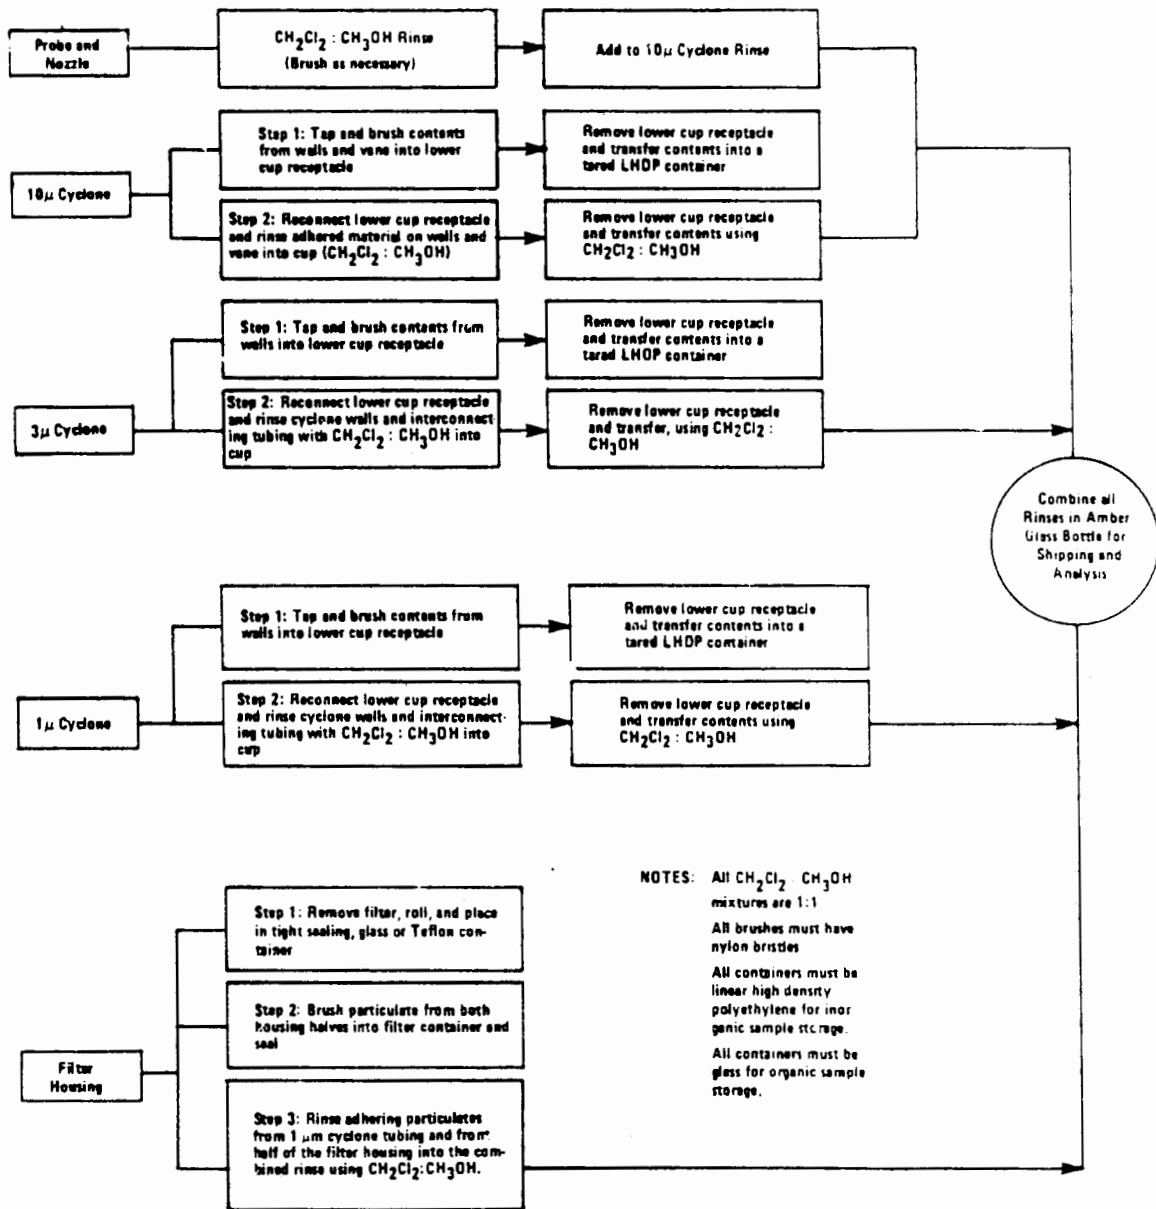 Probe and
Nozzle
CH2Cl2 : CH3OH Rinse
(Brush as necessary)
Add to 10μ Cyclone Rinse
10μ Cyclone
Step 1: Tap and brush contents
from walls and vane into lower
cup receptacle
Remove lower cup receptacle
and transfer contents into a
tared LHDP container
Step 2: Reconnect lower cup receptacle
and rinse adhered material on walls and
vane into cup (CH2Cl2 : CH3OH)
Remove lower cup receptacle
and transfer contents using
CH2Cl2 : CH3OH
3μ Cyclone
Step 1: Tap and brush contents from
walls into lower cup receptacle
Remove lower cup receptacle
and transfer contents into a
tared LHDP container
Step 2: Reconnect lower cup receptacle
and rinse cyclone walls and interconnect-
ing tubing with CH2Cl2 : CH3OH into
cup
Remove lower cup receptacle
and transfer, using CH2Cl2 :
CH3OH
Combine all
Rinses in Amber
Glass Bottle for
Shipping and
Analysis
1μ Cyclone
Step 1: Tap and brush contents from
walls into lower cup receptacle
Remove lower cup receptacle
and transfer contents into a
tared LHDP container
Step 2: Reconnect lower cup receptacle
and rinse cyclone walls and interconnect-
ing tubing with CH2Cl2 : CH3OH into
cup
Remove lower cup receptacle
and transfer contents using
CH2Cl2 : CH3OH
Filter
Housing
Step 1: Remove filter, roll, and place
in tight sealing, glass or Teflon con-
tainer
Step 2: Brush particulate from both
housing halves into filter container and
seal
Step 3: Rinse adhering particulates
from 1 μm cyclone tubing and front
half of the filter housing into the com-
bined rinse using CH2Cl2:CH3OH.
NOTES: All CH2Cl2 CH3OH
mixtures are 1:1
All brushes must have
nylon bristles
All containers must be
linear high density
polyethylene for inor
ganic sample storage.
All containers must be
glass for organic sample
storage.